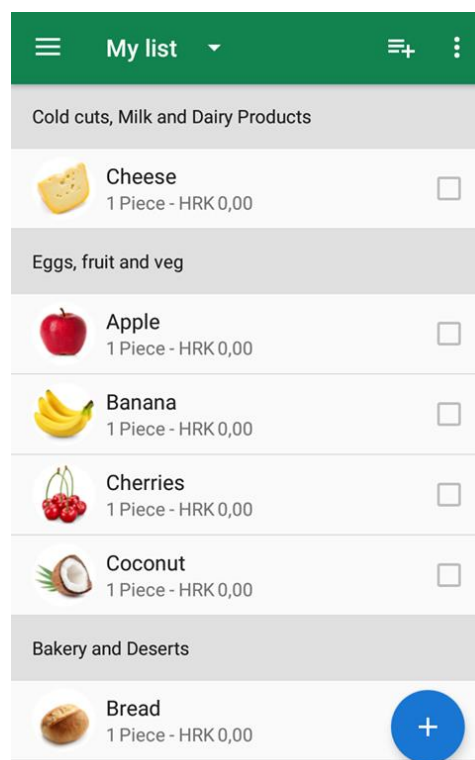 My list
Cold cuts, Milk and Dairy Products
Cheese
1 Piece - HRK 0,00
Eggs, fruit and veg
Apple
1 Piece - HRK 0,00
Banana
1 Piece - HRK 0,00
Cherries
1 Piece - HRK 0,00
Coconut
1 Piece - HRK 0,00
Bakery and Deserts
Bread
1 Piece - HRK 0,00